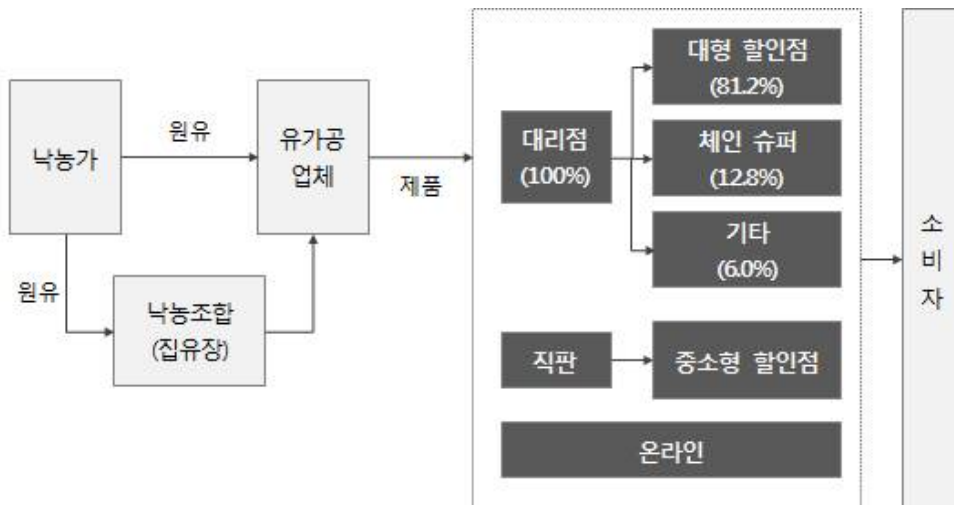 낙농가
원유
유가공
업체
원유
낙농조합
(집유장)
제품
대리점
(100%)
대형 할인점
(81.2%)
체인 슈퍼
(12.8%)
기타
(6.0%)
직판
중소형 할인점
온라인
소
비
자